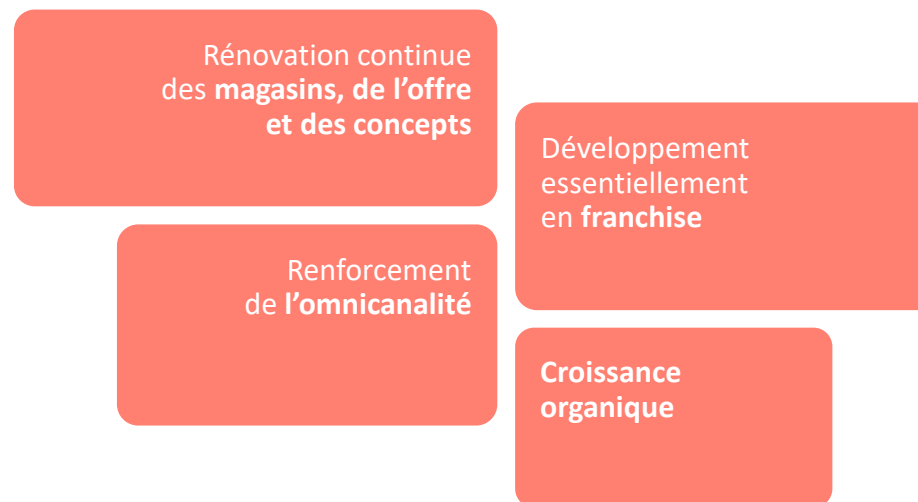 Rénovation continue
des magasins, de l’offre
et des concepts
Développement
essentiellement
en franchise
Renforcement
de l’omnicanalité
Croissance
organique